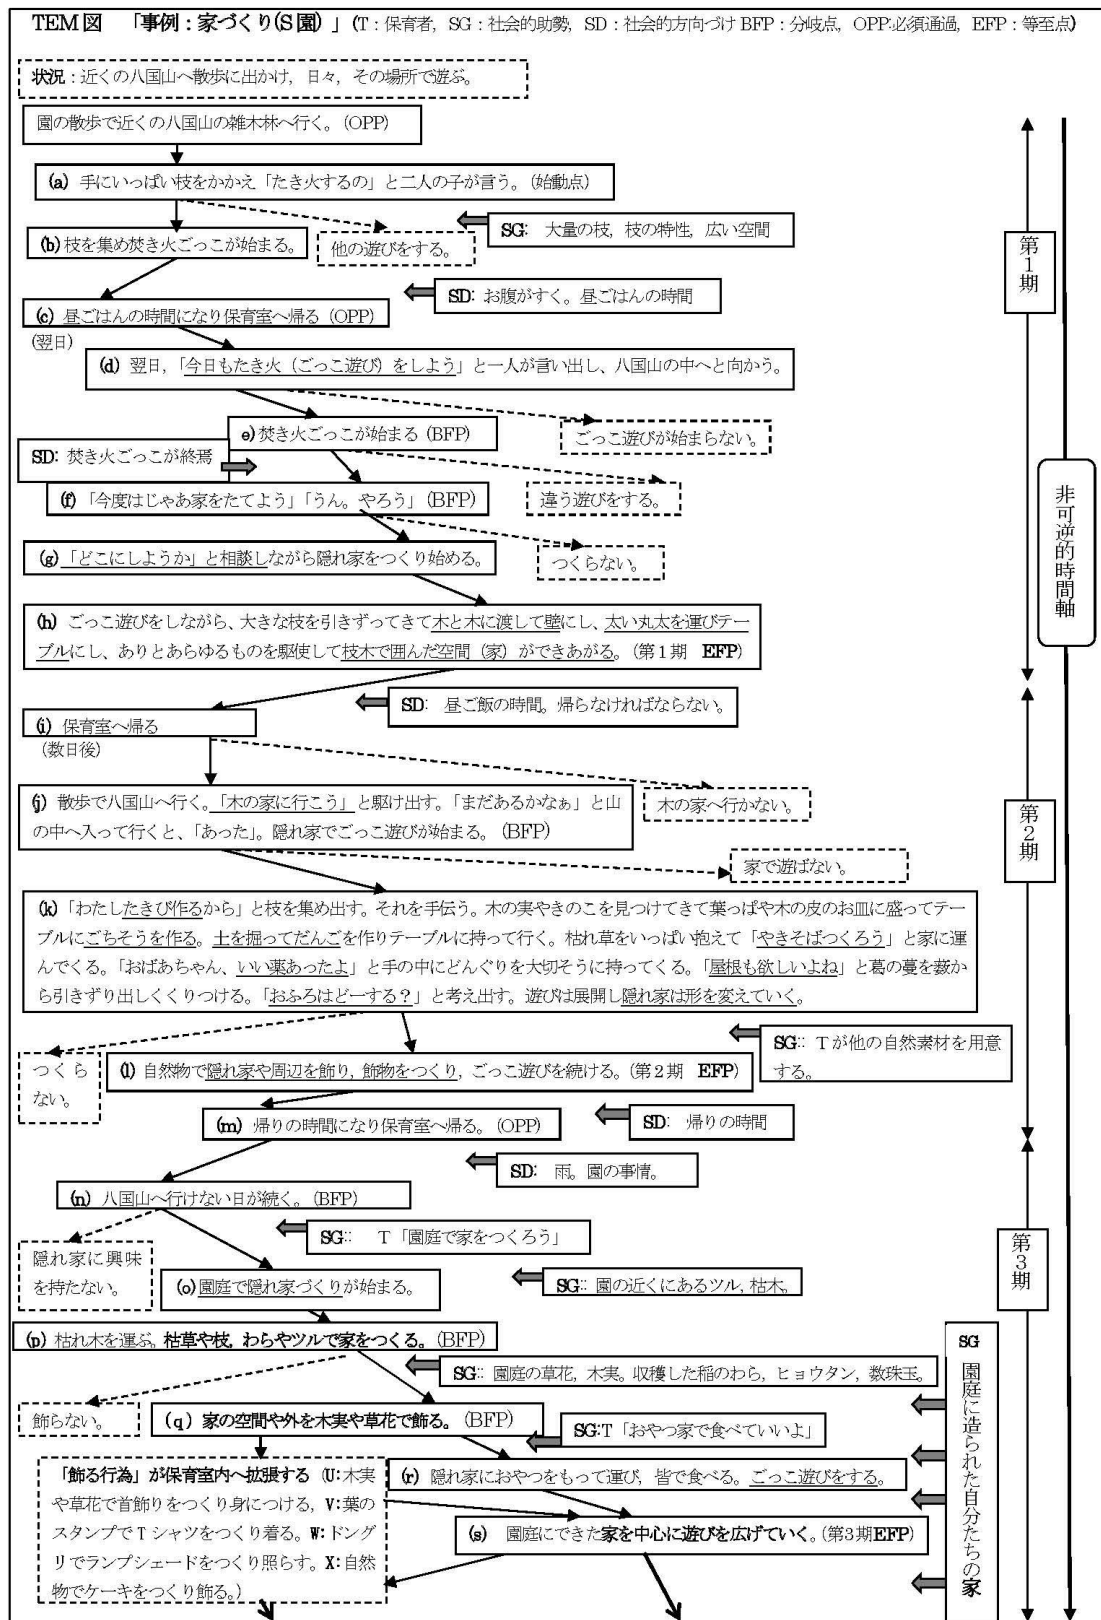 TEM図　「事例：家づくり(S園)」(T：保育者，SG：社会的助勢，SD：社会的方向づけ BFP：分岐点，OPP:必須通過，EFP：等至点)
状況：近くの八国山へ散歩に出かけ，日々，その場所で遊ぶ。
園の散歩で近くの八国山の雑木林へ行く。(OPP)
(a) 手にいっぱい枝をかかえ「たき火するの」と二人の子が言う。(始動点)
SG:　大量の枝，枝の特性，広い空間
(b) 枝を集め焚き火ごっこが始まる。
他の遊びをする。
第1期
SD: お腹がすく。昼ごはんの時間
(c) 昼ごはんの時間になり保育室へ帰る (OPP)
(翌日)
(d) 翌日，「今日もたき火（ごっこ遊び）をしよう」と一人が言い出し、八国山の中へと向かう。
e) 焚き火ごっこが始まる (BFP)
ごっこ遊びが始まらない。
SD: 焚き火ごっこが終焉
(f) 「今度はじゃあ家をたてよう」「うん。やろう」(BFP)
違う遊びをする。
非可逆的時間軸
(g)「どこにしようか」と相談しながら隠れ家をつくり始める。
つくらない。
(h) ごっこ遊びをしながら、大きな枝を引きずってきて木と木に渡して壁にし、太い丸太を運びテー
ブルにし、ありとあらゆるものを駆使して枝木で囲んだ空間（家）ができあがる。(第1期　EFP)
SD:　昼ご飯の時間。帰らなければならない。
(i) 保育室へ帰る
(数日後)
(j) 散歩で八国山へ行く。「木の家に行こう」と駆け出す。「まだあるかなぁ」と山
の中へ入って行くと、「あった」。隠れ家でごっこ遊びが始まる。(BFP)
木の家へ行かない。
第2期
家で遊ばない。
(k)「わたしたきび作るから」と枝を集め出す。それを手伝う。木の実やきのこを見つけてきて葉っぱや木の皮のお皿に盛ってテー
ブルにごちそうを作る。土を掘ってだんごを作りテーブルに持って行く。枯れ草をいっぱい抱えて「やきそばつくろう」と家に運
んでくる。「おばあちゃん、いい薬あったよ」と手の中にどんぐりを大切そうに持ってくる。「屋根も欲しいよね」と葛の蔓を藪か
ら引きずり出しくくりつける。「おふろはどーする？」と考え出す。遊びは展開し隠れ家は形を変えていく。
SG:: Tが他の自然素材を用意
する。
つくら
ない。
(l) 自然物で隠れ家や周辺を飾り，飾物をつくり，ごっこ遊びを続ける。(第2期　EFP)
(m) 帰りの時間になり保育室へ帰る。(OPP)
SD:　帰りの時間
SD:　雨。園の事情。
(n) 八国山へ行けない日が続く。(BFP)
SG::　T「園庭で家をつくろう」
隠れ家に興味
を持たない。
第3期
(o) 園庭で隠れ家づくりが始まる。
SG:: 園の近くにあるツル，枯木。
(p) 枯れ木を運ぶ。枯草や枝，わらやツルで家をつくる。(BFP)
SG:: 園庭の草花，木実。収穫した稲のわら，ヒョウタン，数珠玉。
飾らない。
(q) 家の空間や外を木実や草花で飾る。(BFP)
SG:T「おやつ家で食べていいよ」
SG　園庭に造られた自分たちの家
「飾る行為」が保育室内へ拡張する (U:木実
や草花で首飾りをつくり身につける，V:葉の
スタンプでTシャツをつくり着る。W:ドング
リでランプシェードをつくり照らす。X:自然
物でケーキをつくり飾る。)
(r) 隠れ家におやつをもって運び，皆で食べる。ごっこ遊びをする。
(s)　園庭にできた家を中心に遊びを広げていく。(第3期EFP)